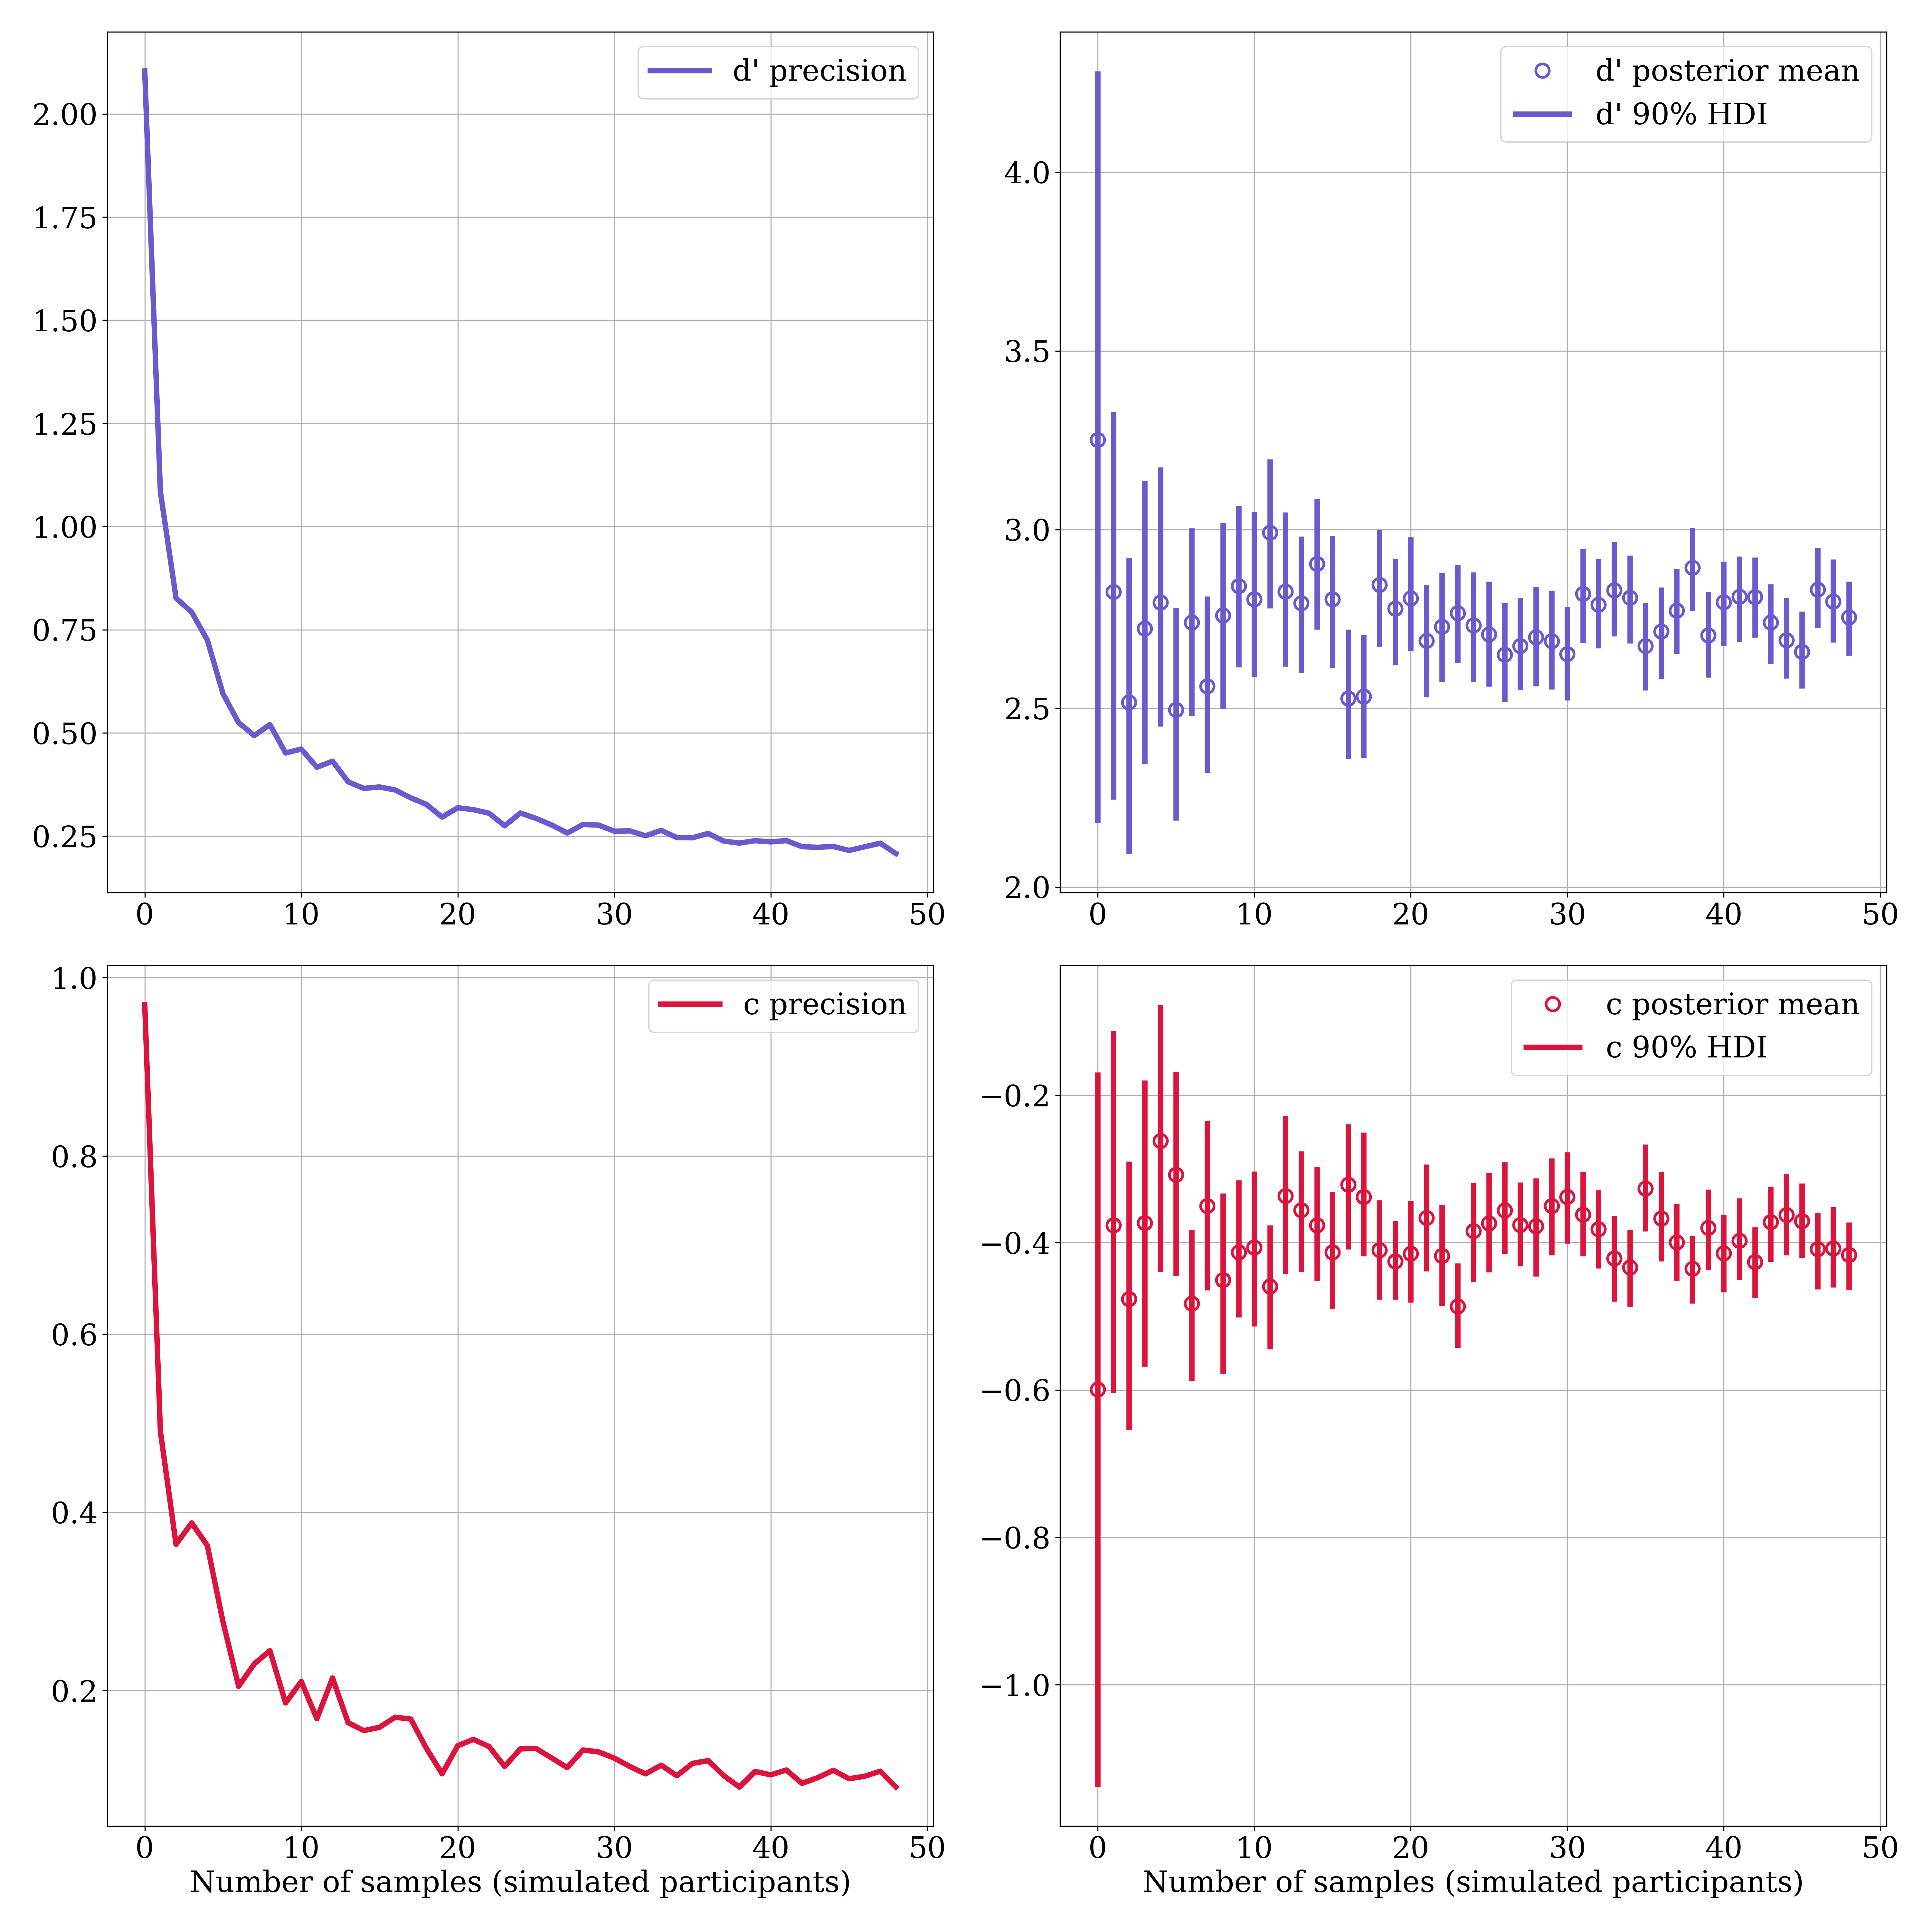 d' precision
2.00
1.75
1.50
1.25
1.00
0.75
0.50
0.25
0 10 20 30 40 50
d' posterior mean
d' 90% HDI
4.0
3.5
3.0
2.5
2.0
0 10 20 30 40 50
c precision
1.0
0.8
0.6
0.4
0.2
0 10 20 30 40 50
Number of samples (simulated participants)
c posterior mean
c 90% HDI
−0.2
−0.4
−0.6
−0.8
−1.0
0 10 20 30 40 50
Number of samples (simulated participants)